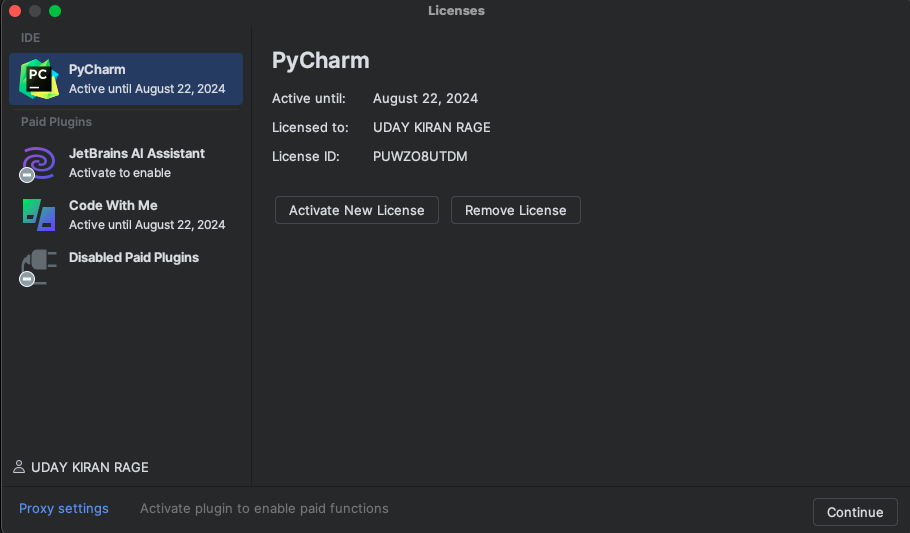 Licenses
IDE
PC
PyCharm
Active until August 22, 2024
Paid Plugins
JetBrains AI Assistant
Activate to enable
Code With Me
Active until August 22, 2024
Disabled Paid Plugins
UDAY KIRAN RAGE
PyCharm
Active until: August 22, 2024
Licensed to: UDAY KIRAN RAGE
License ID: PUWZO8UTDM
Activate New License Remove License
Proxy settings Activate plugin to enable paid functions Continue